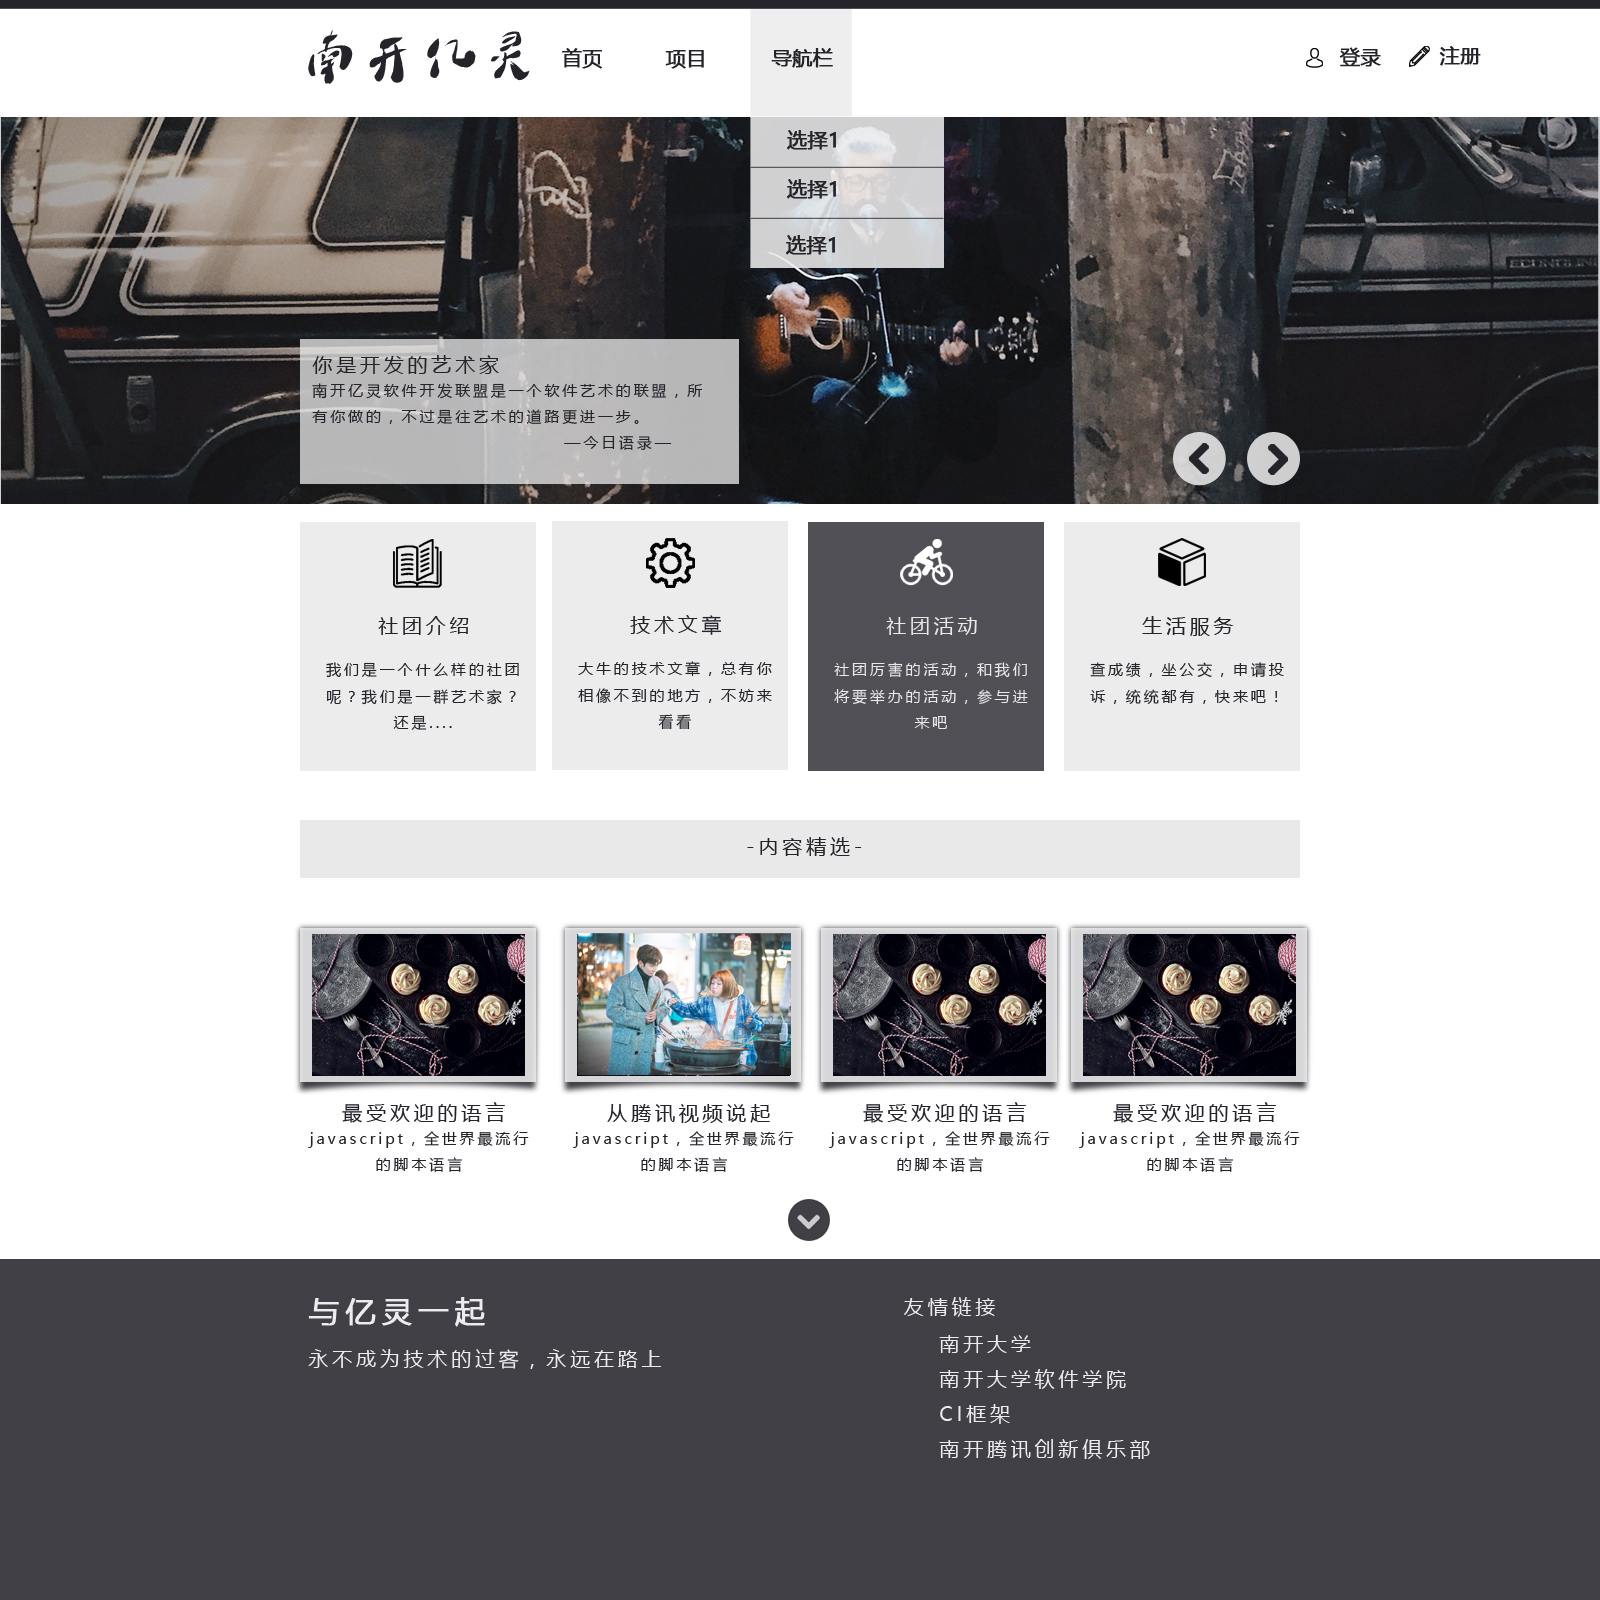 南开亿灵
首页
项目
导航栏
登录
注册
选择1
选择1
选择1
ECONOLINE
你是开发的艺术家
南开亿灵软件开发联盟是一个软件艺术的联盟，所
有你做的，不过是往艺术的道路更进一步。
—今日语录—
社团介绍
我们是一个什么样的社团
呢？我们是一群艺术家？
还是....
技术文章
大牛的技术文章，总有你
相像不到的地方，不妨来
看看
社团活动
社团厉害的活动，和我们
将要举办的活动，参与进
来吧
生活服务
查成绩，坐公交，申请投
诉，统统都有，快来吧！
-内容精选-
最受欢迎的语言
javascript，全世界最流行
的脚本语言
从腾讯视频说起
javascript，全世界最流行
的脚本语言
最受欢迎的语言
javascript，全世界最流行
的脚本语言
最受欢迎的语言
javascript，全世界最流行
的脚本语言
与亿灵一起
永不成为技术的过客，永远在路上
友情链接
南开大学
南开大学软件学院
CI框架
南开腾讯创新俱乐部